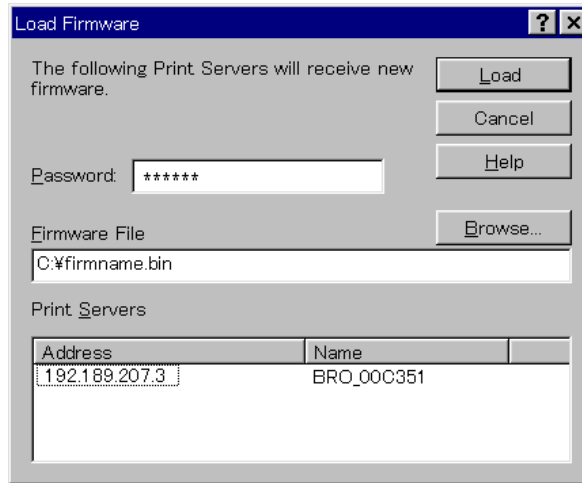 Load Firmware
The following Print Servers will receive new
firmware.
Load
Cancel
Help
Password: ******
Browse...
Firmware File
C:¥firmname.bin
Print Servers
Address Name
192.189.207.3 BRO_00C351